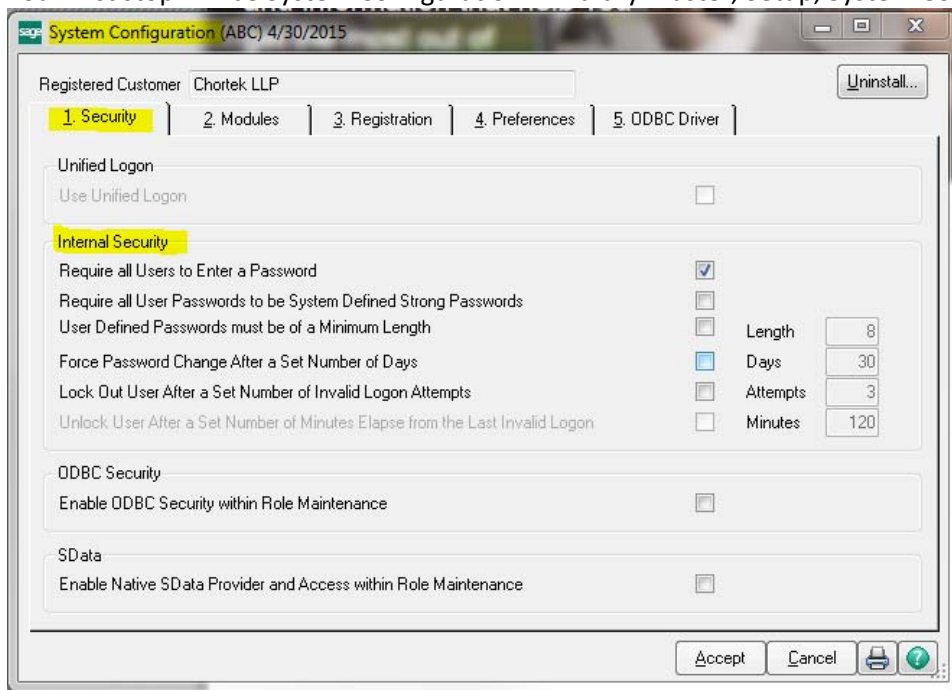 sage System Configuration (ABC) 4/30/2015
Registered Customer Chortek LLP Uninstall...
1. Security 2. Modules 3. Registration 4. Preferences 5. ODBC Driver
Unified Logon
Use Unified Logon
Internal Security
Require all Users to Enter a Password
Require all User Passwords to be System Defined Strong Passwords
User Defined Passwords must be of a Minimum Length Length 8
Force Password Change After a Set Number of Days Days 30
Lock Out User After a Set Number of Invalid Logon Attempts Attempts 3
Unlock User After a Set Number of Minutes Elapse from the Last Invalid Logon Minutes 120
ODBC Security
Enable ODBC Security within Role Maintenance
SData
Enable Native SData Provider and Access within Role Maintenance
Accept Cancel